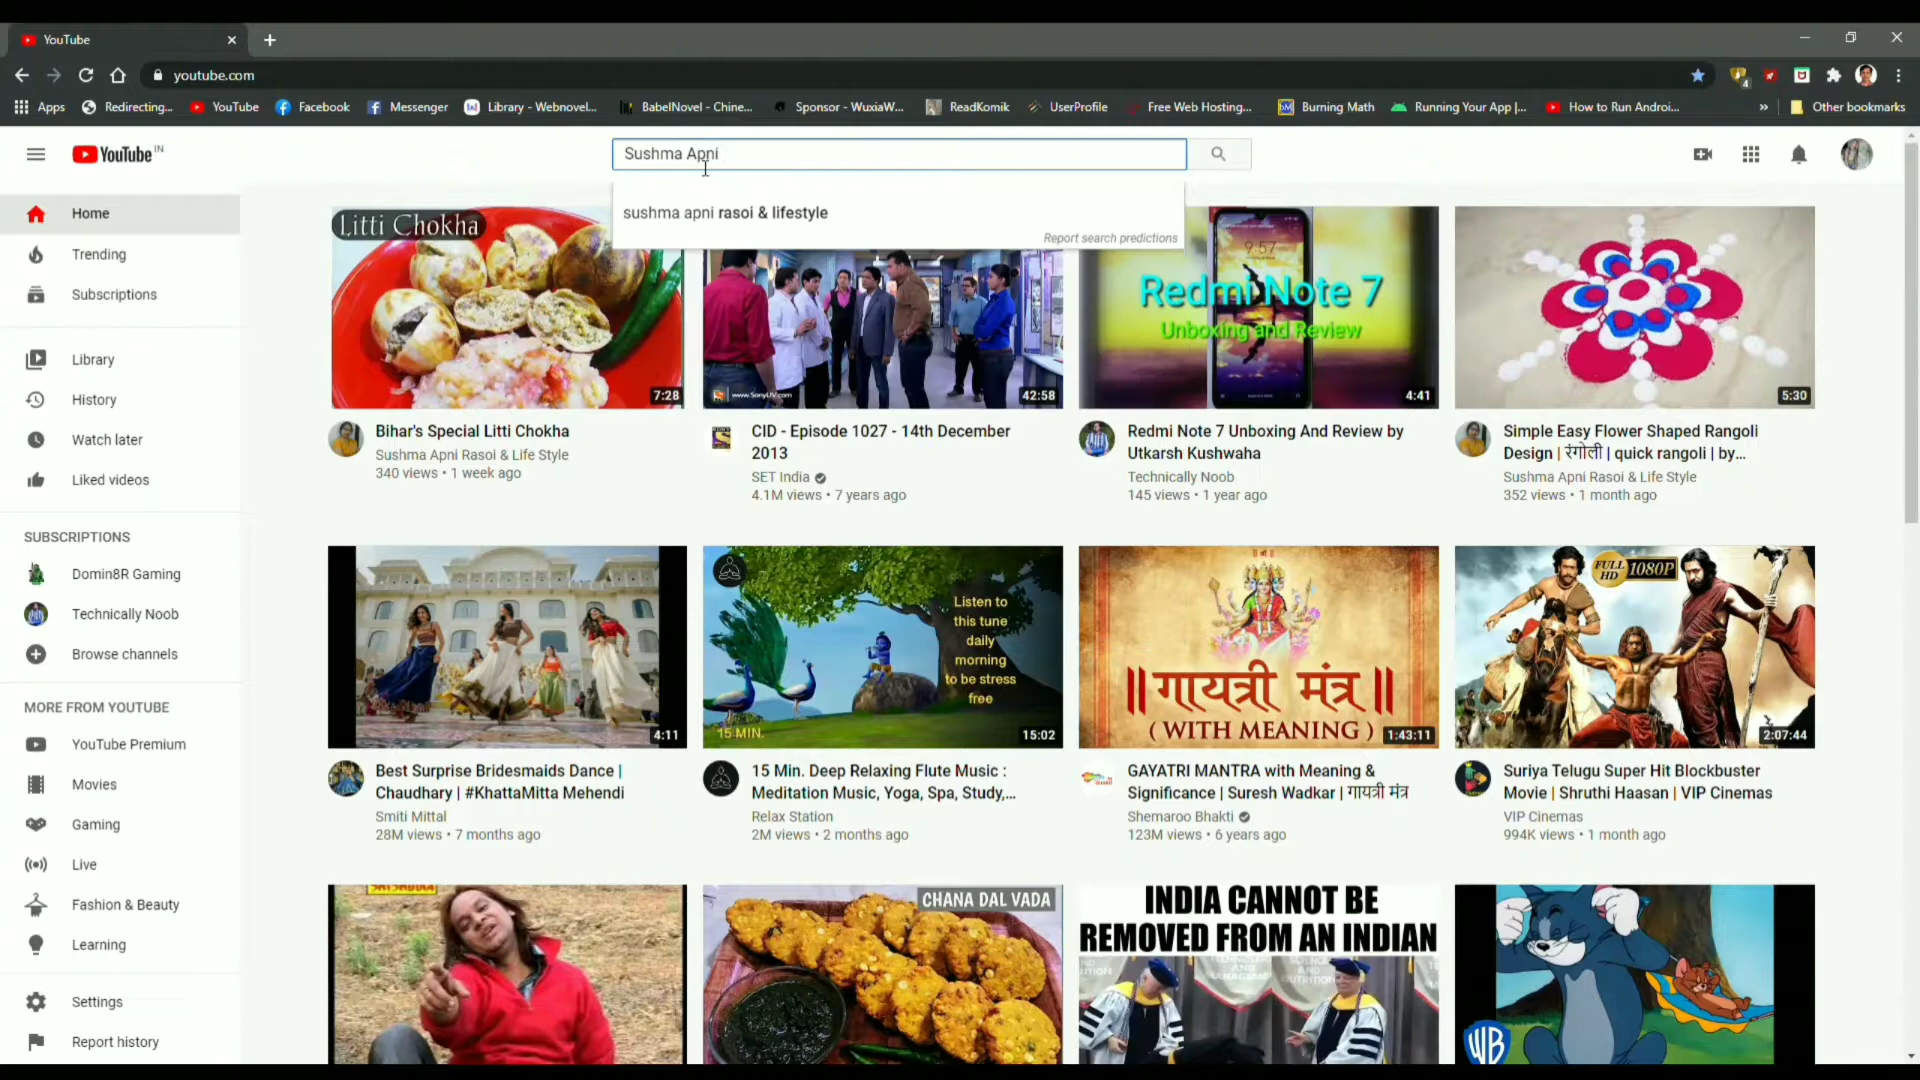 YouTube
youtube.com
4
Apps
Redirecting...
YouTube
Facebook
Messenger
Library - Webnovel...
BabelNovel - Chine...
Sponsor - WuxiaW...
ReadKomik
UserProfile
Free Web Hosting...
Burning Math
Running Your App |...
How to Run Androi...
»
Other bookmarks
YouTube IN
Sushma Apni
sushma apni rasoi & lifestyle
Report search predictions
Home
Trending
Subscriptions
Library
History
Watch later
Liked videos
SUBSCRIPTIONS
Domin8R Gaming
Technically Noob
Browse channels
MORE FROM YOUTUBE
YouTube Premium
Movies
Gaming
Live
Fashion & Beauty
Learning
Settings
Report history
Litti Chokha
7:28
Bihar's Special Litti Chokha
Sushma Apni Rasoi & Life Style
340 views • 1 week ago
www.SonyLIV.com
42:58
CID - Episode 1027 - 14th December
2013
SET India
4.1M views • 7 years ago
9:57
Redmi Note 7
Unboxing and Review
4:41
Redmi Note 7 Unboxing And Review by
Utkarsh Kushwaha
Technically Noob
145 views • 1 year ago
5:30
Simple Easy Flower Shaped Rangoli
Design | रंगोली | quick rangoli | by...
Sushma Apni Rasoi & Life Style
352 views • 1 month ago
4:11
Best Surprise Bridesmaids Dance |
Chaudhary | #KhattaMitta Mehendi
Smiti Mittal
28M views • 7 months ago
Listen to
this tune
daily
morning
to be stress
free
15 MIN.
15:02
15 Min. Deep Relaxing Flute Music :
Meditation Music, Yoga, Spa, Study,...
Relax Station
2M views • 2 months ago
॥ गायत्री मंत्र ॥
( WITH MEANING )
1:43:11
GAYATRI MANTRA with Meaning &
Significance | Suresh Wadkar | गायत्री मंत्र
Shemaroo Bhakti
123M views • 6 years ago
FULL HD 1080P
2:07:44
Suriya Telugu Super Hit Blockbuster
Movie | Shruthi Haasan | VIP Cinemas
VIP Cinemas
994K views • 1 month ago
CHANA DAL VADA
INDIA CANNOT BE
REMOVED FROM AN INDIAN
WB